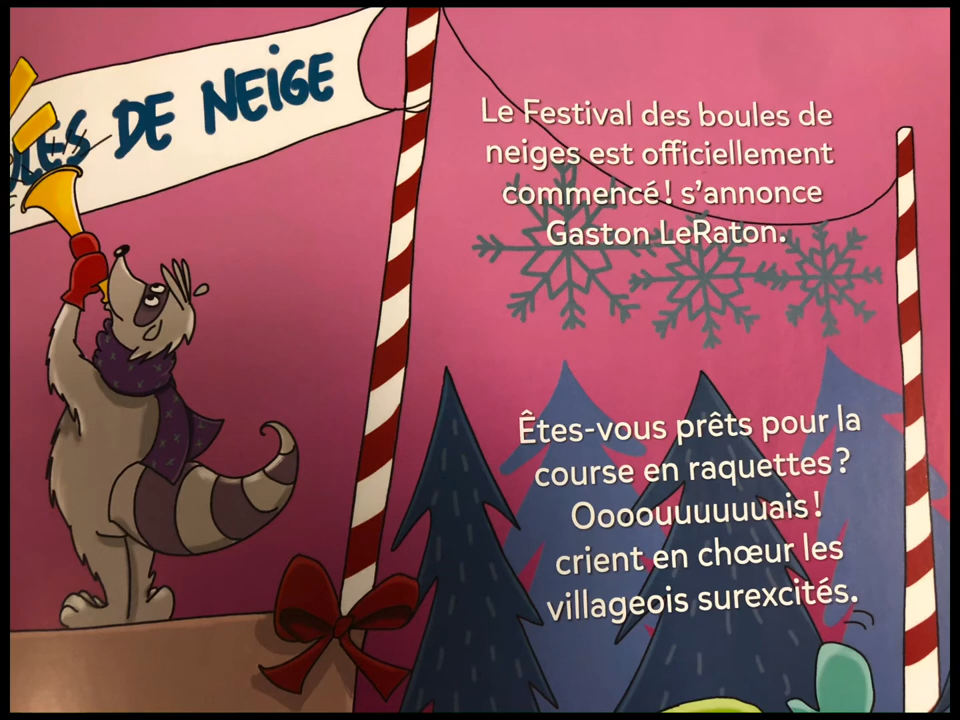 DE NEIGE
Le Festival des boules de
neiges est officiellement
commencé! s'annonce
Gaston LeRaton.
Êtes-vous prêts pour la
course en raquettes?
Oooouuuuuuais!
crient en chœur les
villageois surexcités.